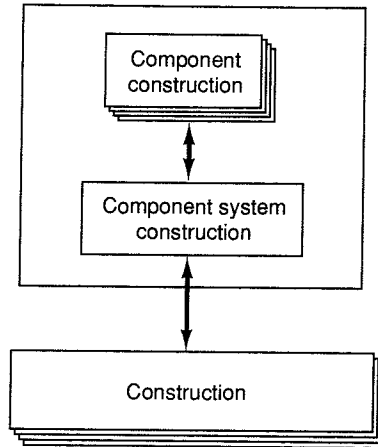 Component
construction
Component system
construction
Construction